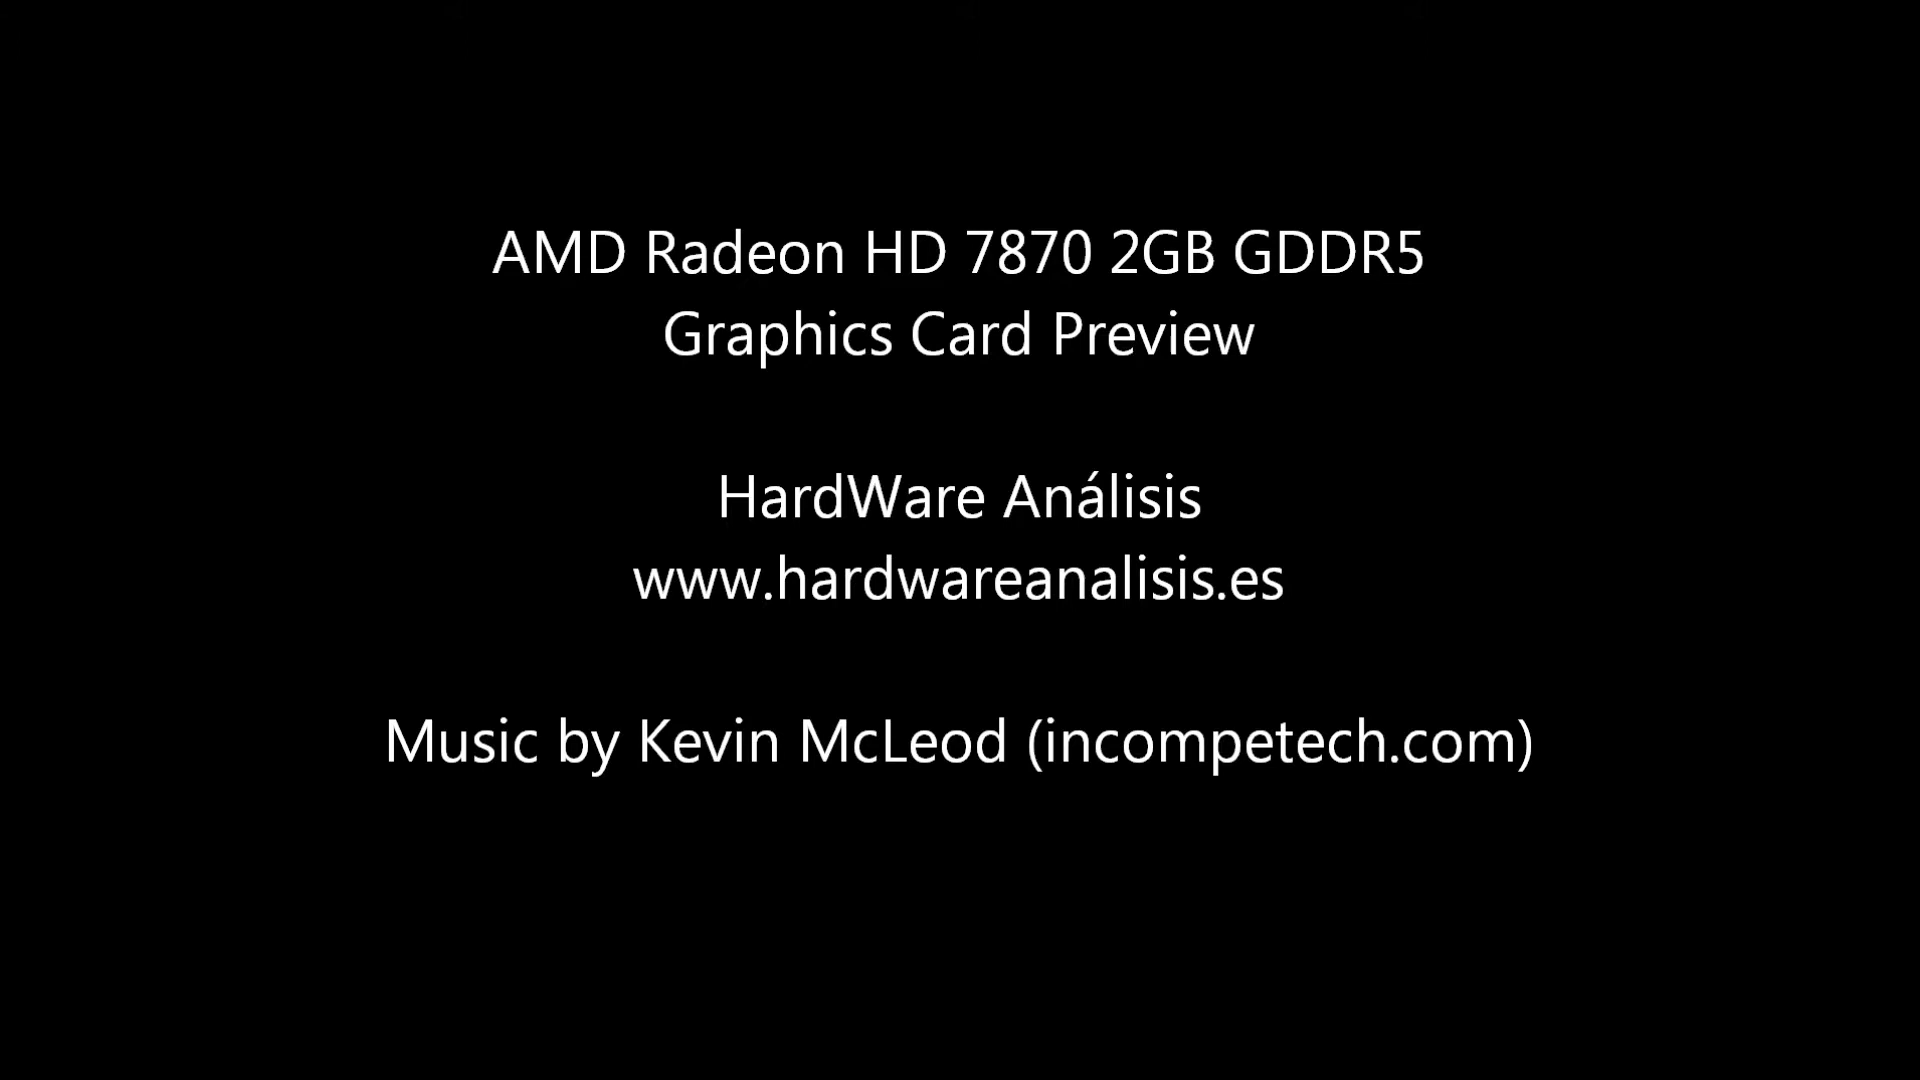 AMD Radeon HD 7870 2GB GDDR5
Graphics Card Preview
HardWare Análisis
www.hardwareanalisis.es
Music by Kevin McLeod (incompetech.com)